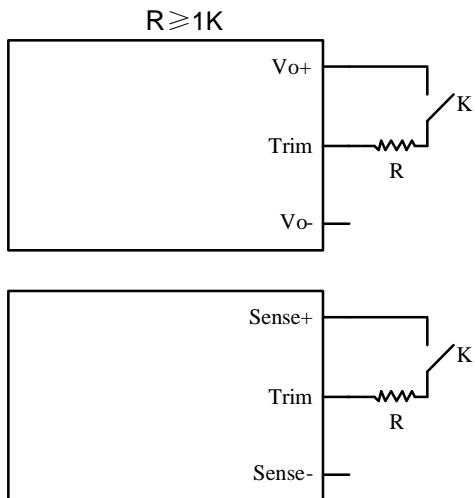 R≥1K
Vo+
K
Trim
R
Vo-
Sense+
K
Trim
R
Sense-